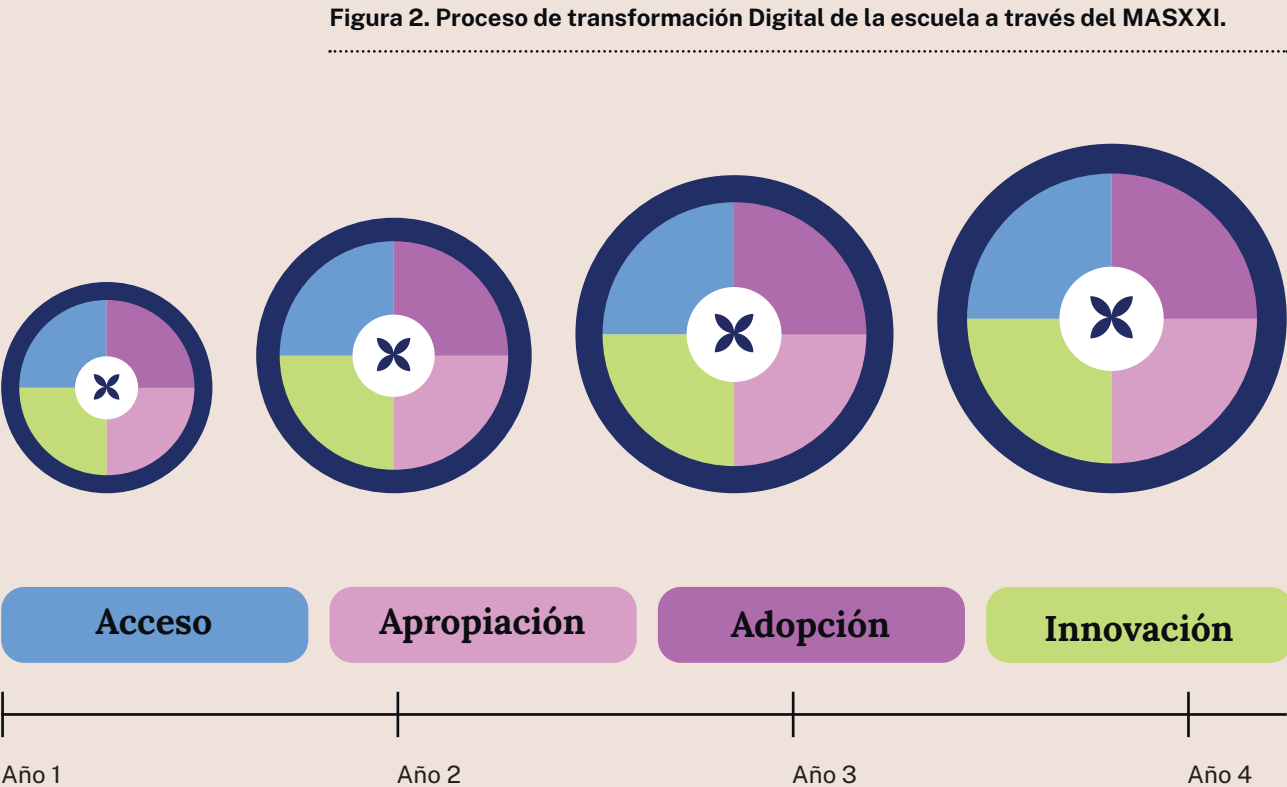 Figura 2. Proceso de transformación Digital de la escuela a través del MASXXI.
Acceso
Apropiación
Adopción
Innovación
Año 1
Año 2
Año 3
Año 4